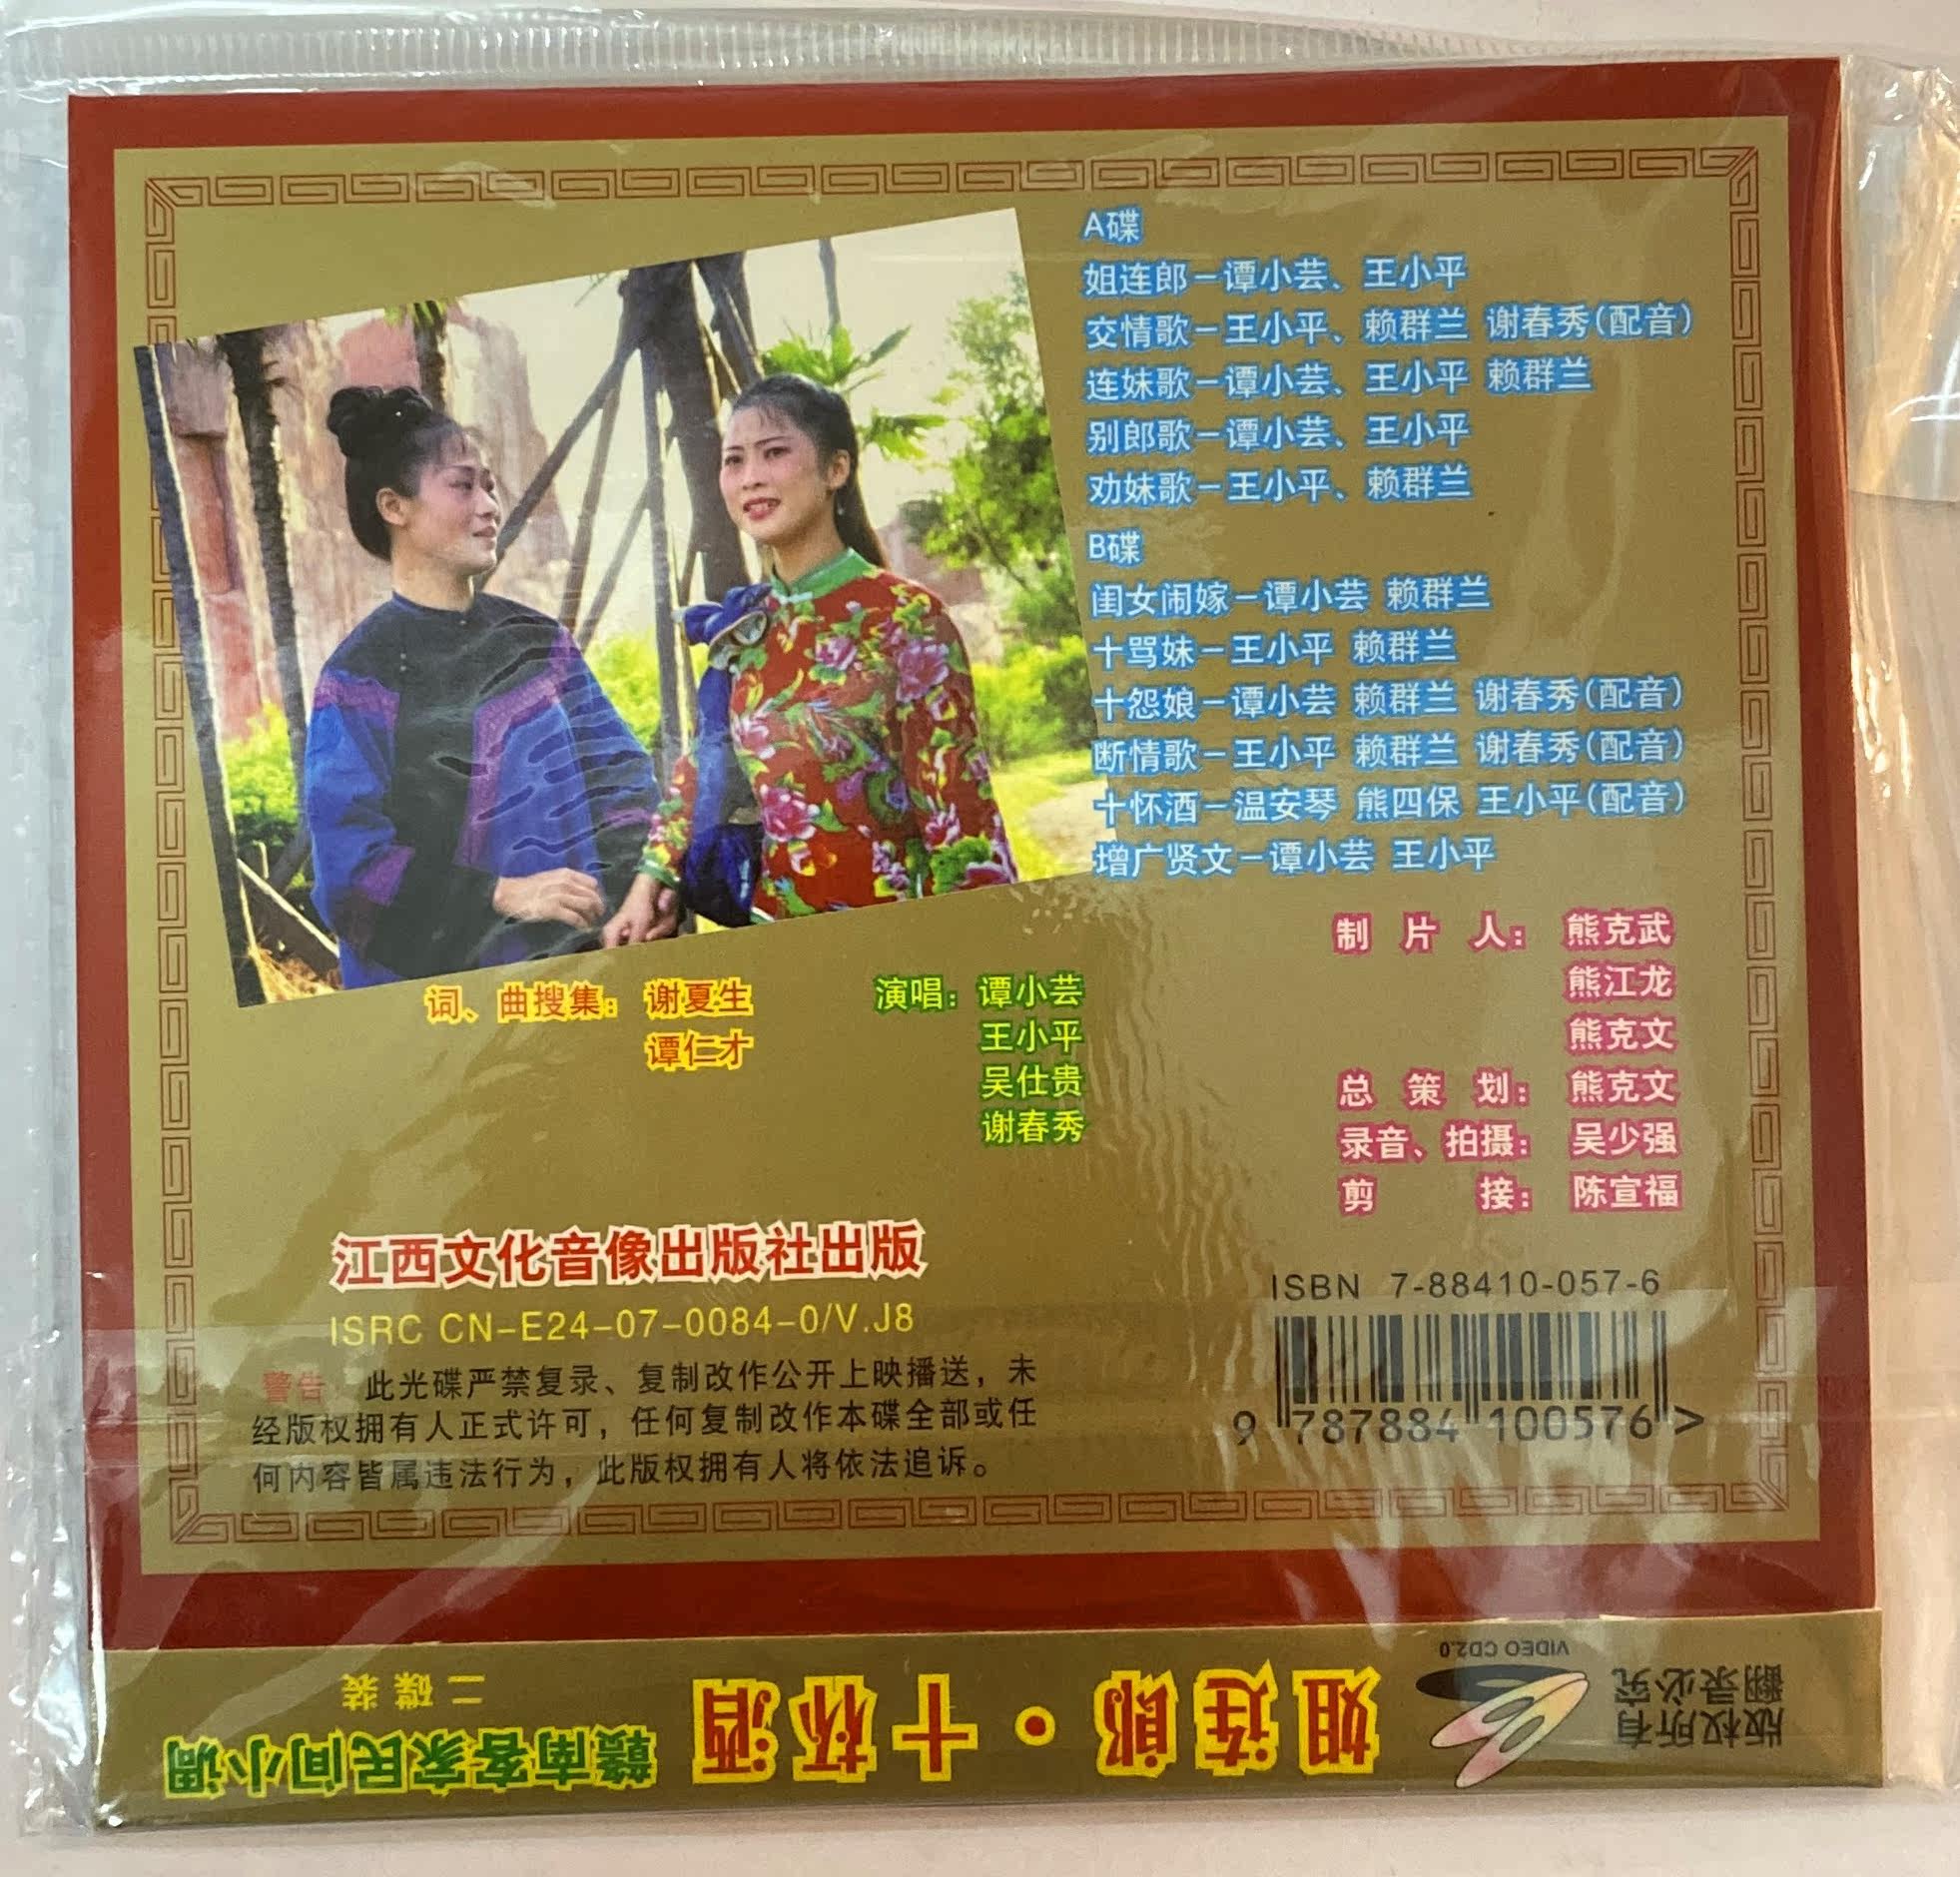 A碟
姐连郎－谭小芸、王小平
交情歌－王小平、赖群兰 谢春秀(配音)
连妹歌－谭小芸、王小平 赖群兰
别郎歌－谭小芸、王小平
劝妹歌－王小平、赖群兰
B碟
闺女闹嫁－谭小芸 赖群兰
十骂妹－王小平 赖群兰
十怨娘－谭小芸 赖群兰 谢春秀(配音)
断情歌－王小平 赖群兰 谢春秀(配音)
十怀酒－温安琴 熊四保 王小平(配音)
增广贤文－谭小芸 王小平
词、曲搜集：谢夏生
谭仁才
演唱：谭小芸
王小平
吴仕贵
谢春秀
制片人：熊克武
熊江龙
熊克文
总策划：熊克文
录音、拍摄：吴少强
剪接：陈宣福
江西文化音像出版社出版
ISRC CN-E24-07-0084-0/V.J8
警告 此光碟严禁复录、复制改作公开上映播送，未
经版权拥有人正式许可，任何复制改作本碟全部或任
何内容皆属违法行为，此版权拥有人将依法追诉。
ISBN 7-88410-057-6
9 787884 100576 >
版权所有
翻录必究
VIDEO CD2.0
姐连郎·十杯酒
赣南客家民间小调
二碟装